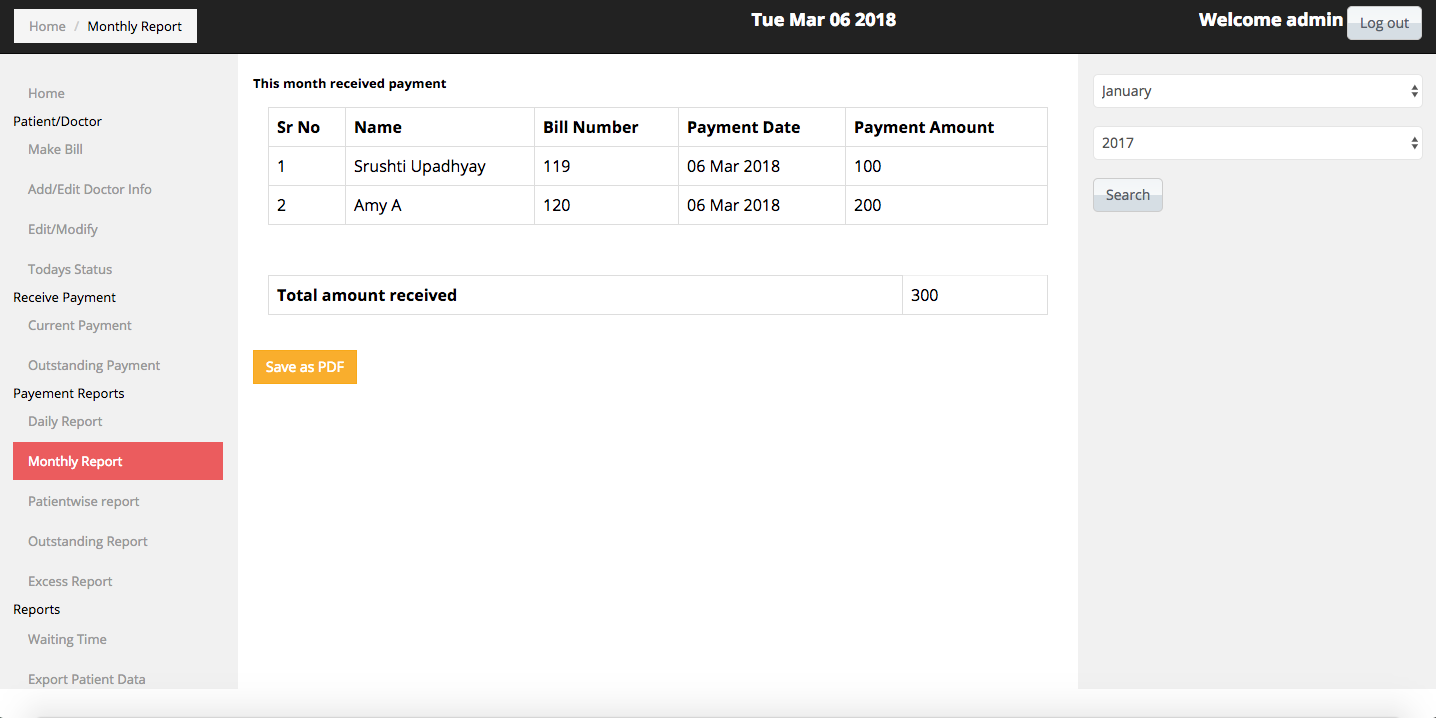 Home / Monthly Report
Tue Mar 06 2018
Welcome admin Log out
Home
Patient/Doctor
Make Bill
Add/Edit Doctor Info
Edit/Modify
Todays Status
Receive Payment
Current Payment
Outstanding Payment
Payement Reports
Daily Report
Monthly Report
Patientwise report
Outstanding Report
Excess Report
Reports
Waiting Time
Export Patient Data
This month received payment
Sr No Name Bill Number Payment Date Payment Amount
1 Srushti Upadhyay 119 06 Mar 2018 100
2 Amy A 120 06 Mar 2018 200
Total amount received 300
Save as PDF
January
2017
Search